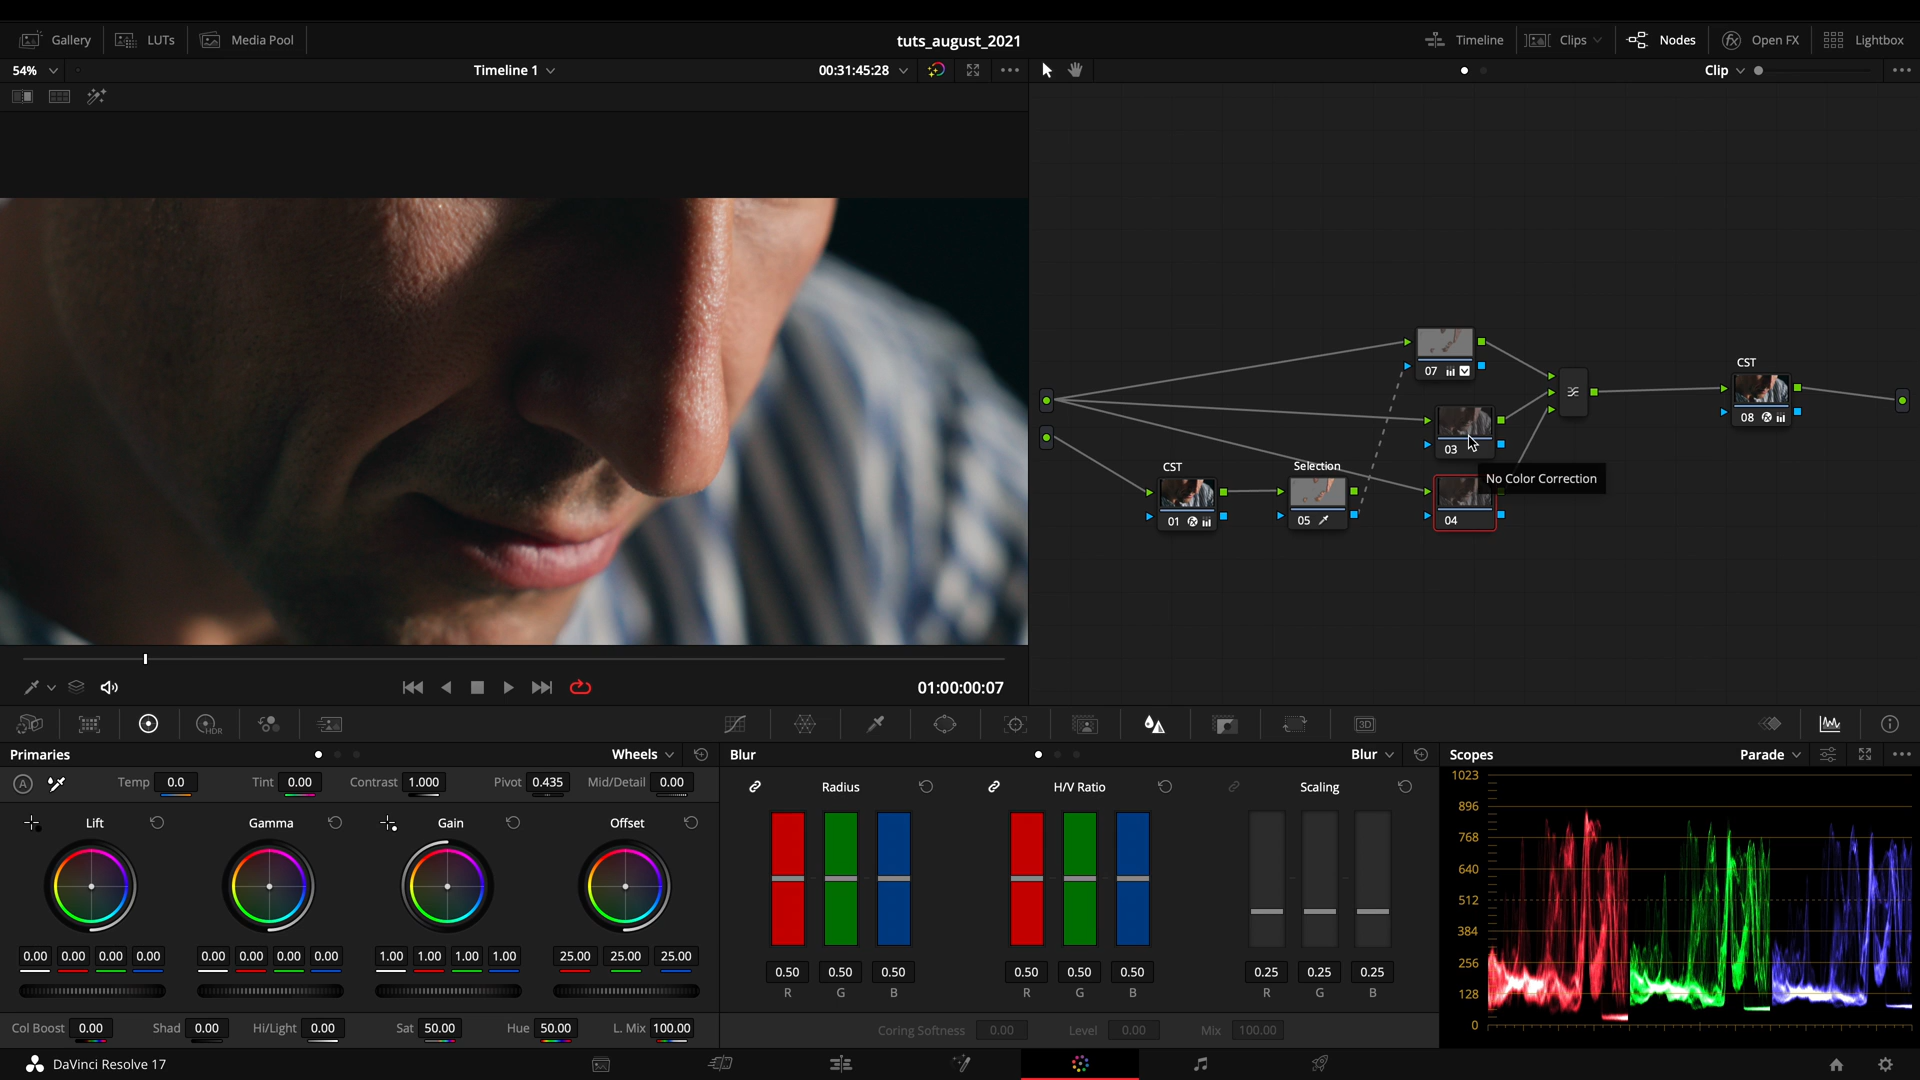 Gallery LUTs Media Pool tuts_august_2021 Timeline Clips Nodes Open FX Lightbox
54% Timeline 1 00:31:45:28 Clip
07
CST
08
03
CST Selection No Color Correction
01 05 04
01:00:00:07
HDR 3D
Primaries Wheels Blur Blur Scopes Parade
A Temp 0.0 Tint 0.00 Contrast 1.000 Pivot 0.435 Mid/Detail 0.00 Radius H/V Ratio Scaling 1023
896
Lift Gamma Gain Offset 768
640
512
384
0.00 0.00 0.00 0.00 0.00 0.00 0.00 0.00 1.00 1.00 1.00 1.00 25.00 25.00 25.00 256
0.50 0.50 0.50 0.50 0.50 0.50 0.25 0.25 0.25
R G B R G B R G B 128
Col Boost 0.00 Shad 0.00 Hi/Light 0.00 Sat 50.00 Hue 50.00 L. Mix 100.00 Coring Softness 0.00 Level 0.00 Mix 100.00 0
DaVinci Resolve 17